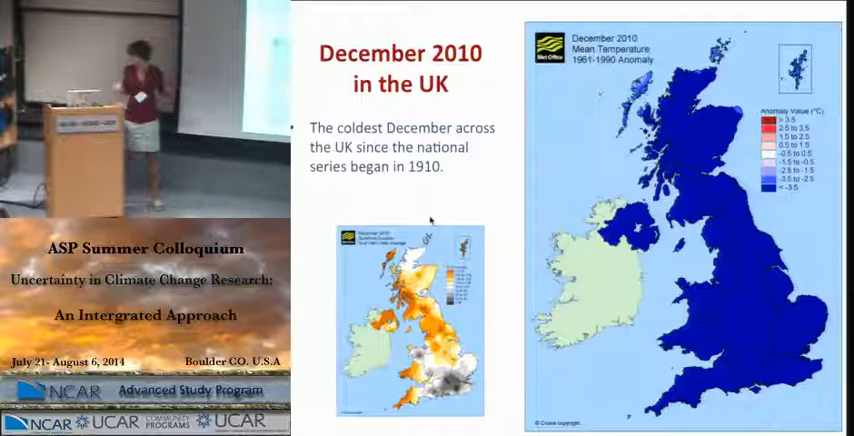 December 2010
in the UK
The coldest December across
the UK since the national
series began in 1910.
Met Office
December 2010
Mean Temperature
1961-1990 Anomaly
Anomaly Value (°C)
> 3.5
2.5 to 3.5
1.5 to 2.5
0.5 to 1.5
-0.5 to 0.5
-1.5 to -0.5
-2.5 to -1.5
-3.5 to -2.5
< -3.5
© Crown copyright
December 2010
ASP Summer Colloquium
Uncertainty in Climate Change Research:
An Intergrated Approach
July 21- August 6, 2014
Boulder CO. U.S.A
NCAR
Advanced Study Program
NCAR
UCAR
COMMUNITY
PROGRAMS
UCAR